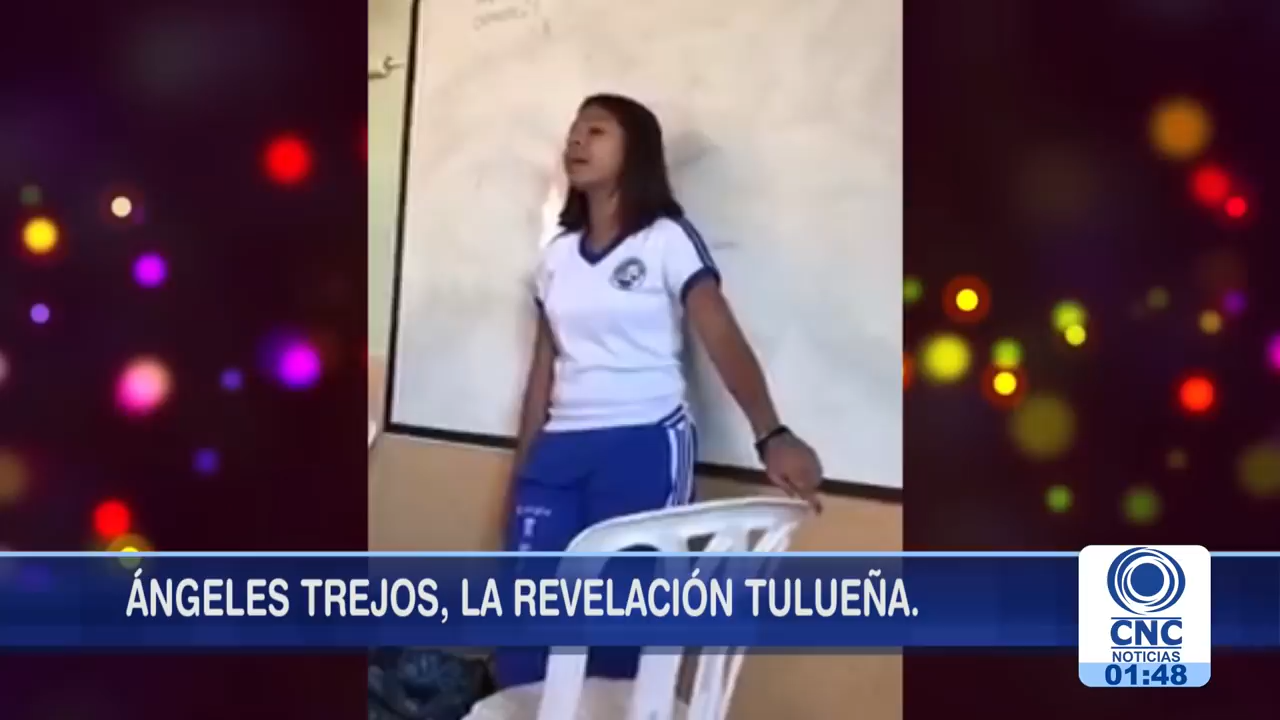 ÁNGELES TREJOS, LA REVELACIÓN TULUEÑA.
CNC
NOTICIAS
01:48